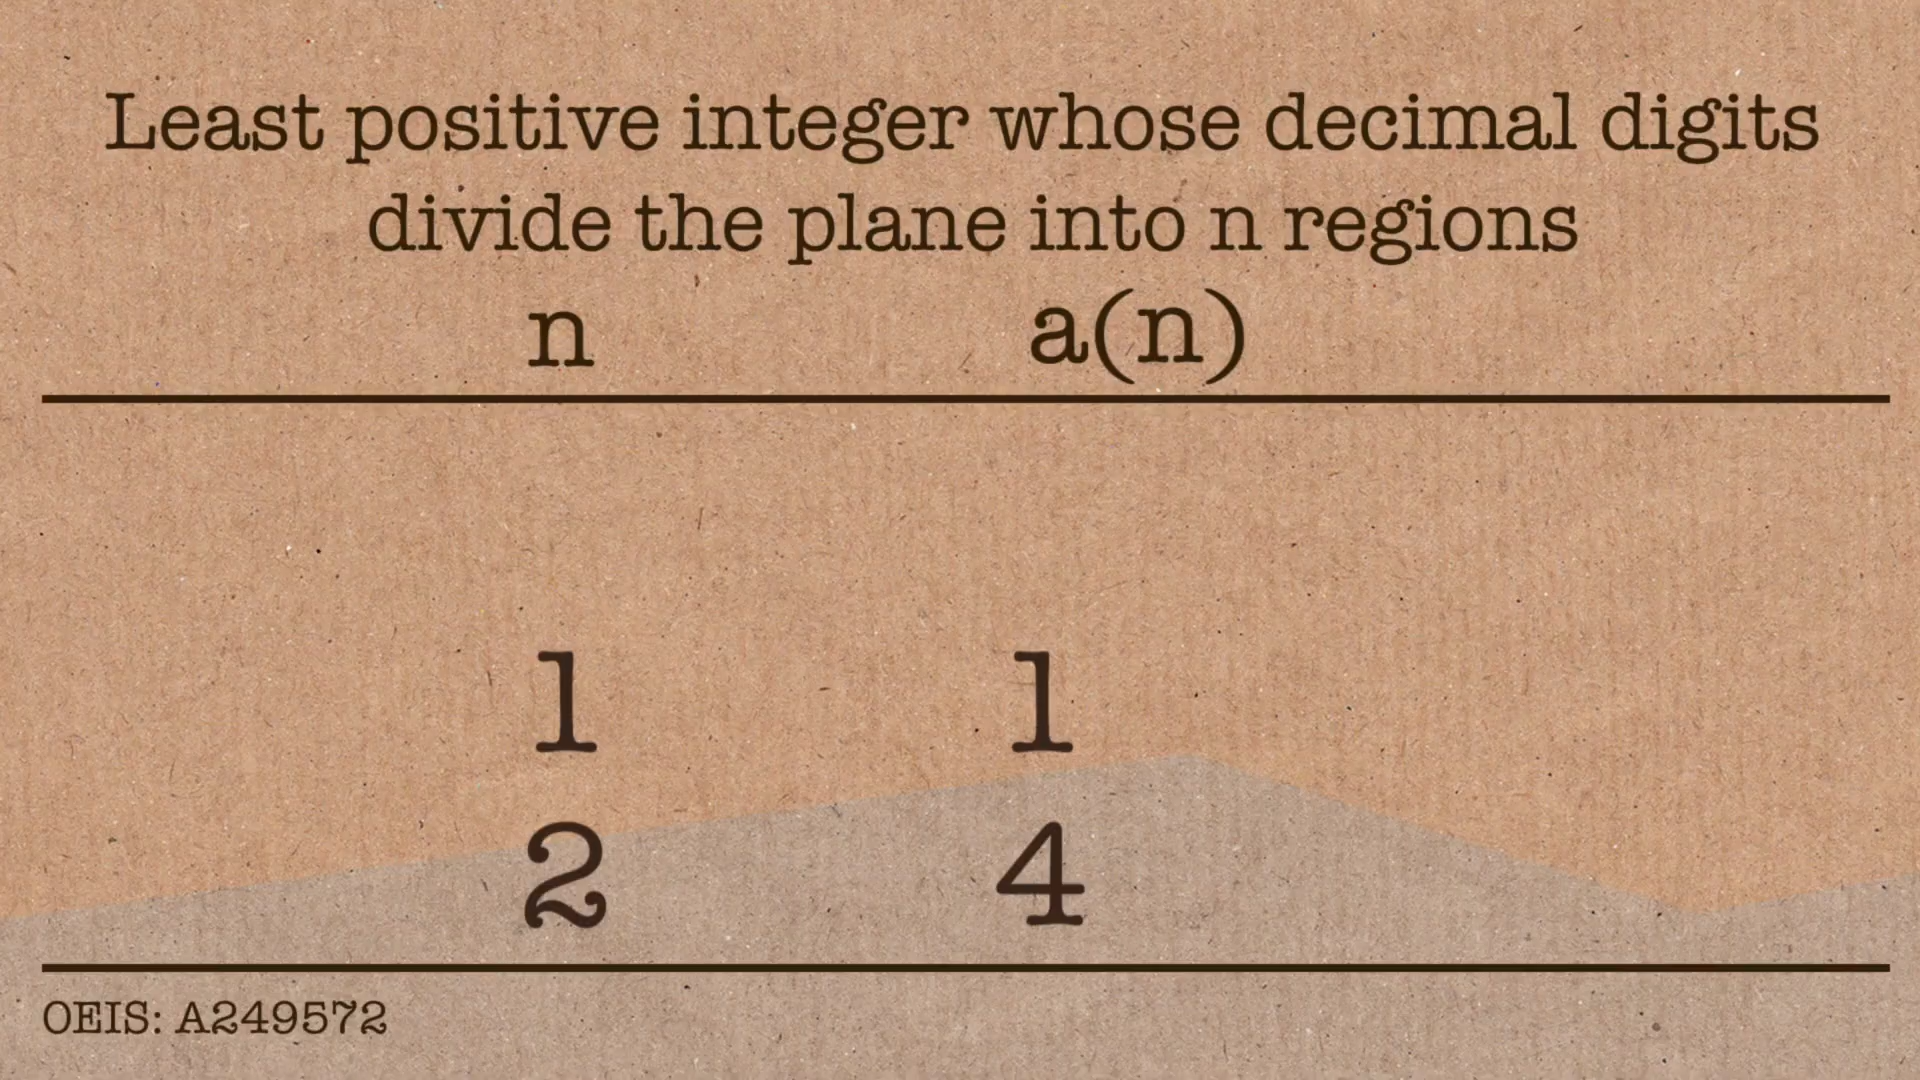 Least positive integer whose decimal digits
divide the plane into n regions
n a(n)
1 1
2 4
OEIS: A249572